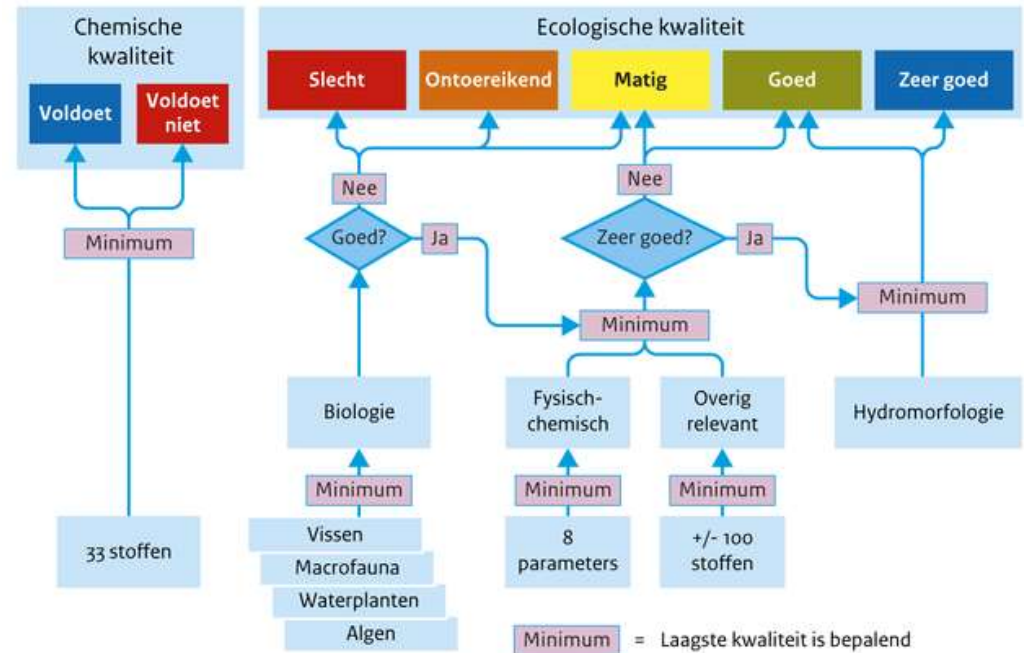 Chemische
kwaliteit
Voldoet
Voldoet
niet
Minimum
33 stoffen
Ecologische kwaliteit
Slecht
Ontoereikend
Matig
Goed
Zeer goed
Nee
Nee
Goed?
Ja
Zeer goed?
Ja
Minimum
Minimum
Biologie
Fysisch-
chemisch
Overig
relevant
Hydromorfologie
Minimum
Minimum
Minimum
Vissen
Macrofauna
Waterplanten
Algen
8
parameters
+/- 100
stoffen
Minimum = Laagste kwaliteit is bepalend